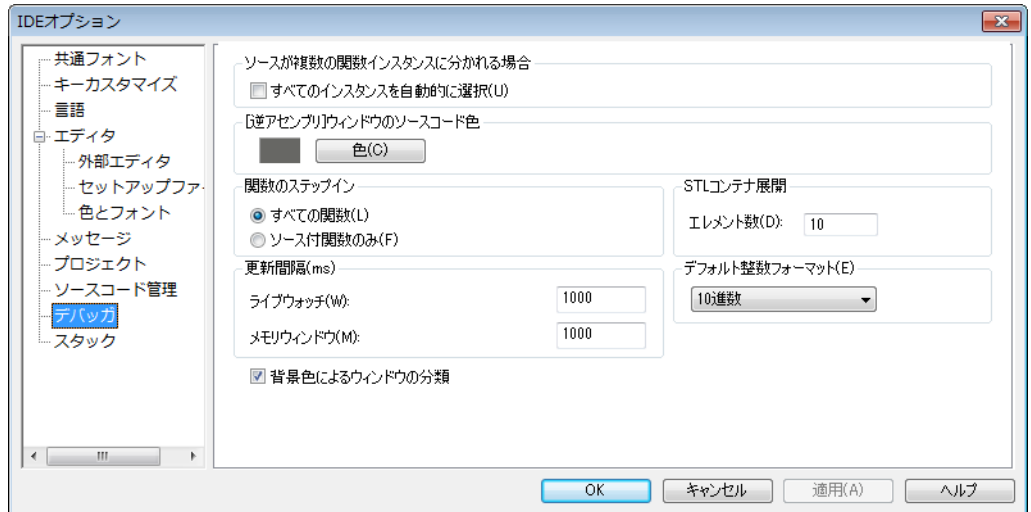 IDEオプション
共通フォント
キーカスタマイズ
言語
エディタ
外部エディタ
セットアップファ
色とフォント
メッセージ
プロジェクト
ソースコード管理
デバッガ
スタック
ソースが複数の関数インスタンスに分かれる場合
すべてのインスタンスを自動的に選択(U)
[逆アセンブリ]ウィンドウのソースコード色
色(C)
関数のステップイン
すべての関数(L)
ソース付関数のみ(F)
STLコンテナ展開
エレメント数(D): 10
更新間隔(ms)
ライブウォッチ(W): 1000
メモリウィンドウ(M): 1000
デフォルト整数フォーマット(E)
10進数
背景色によるウィンドウの分類
OK キャンセル 適用(A) ヘルプ